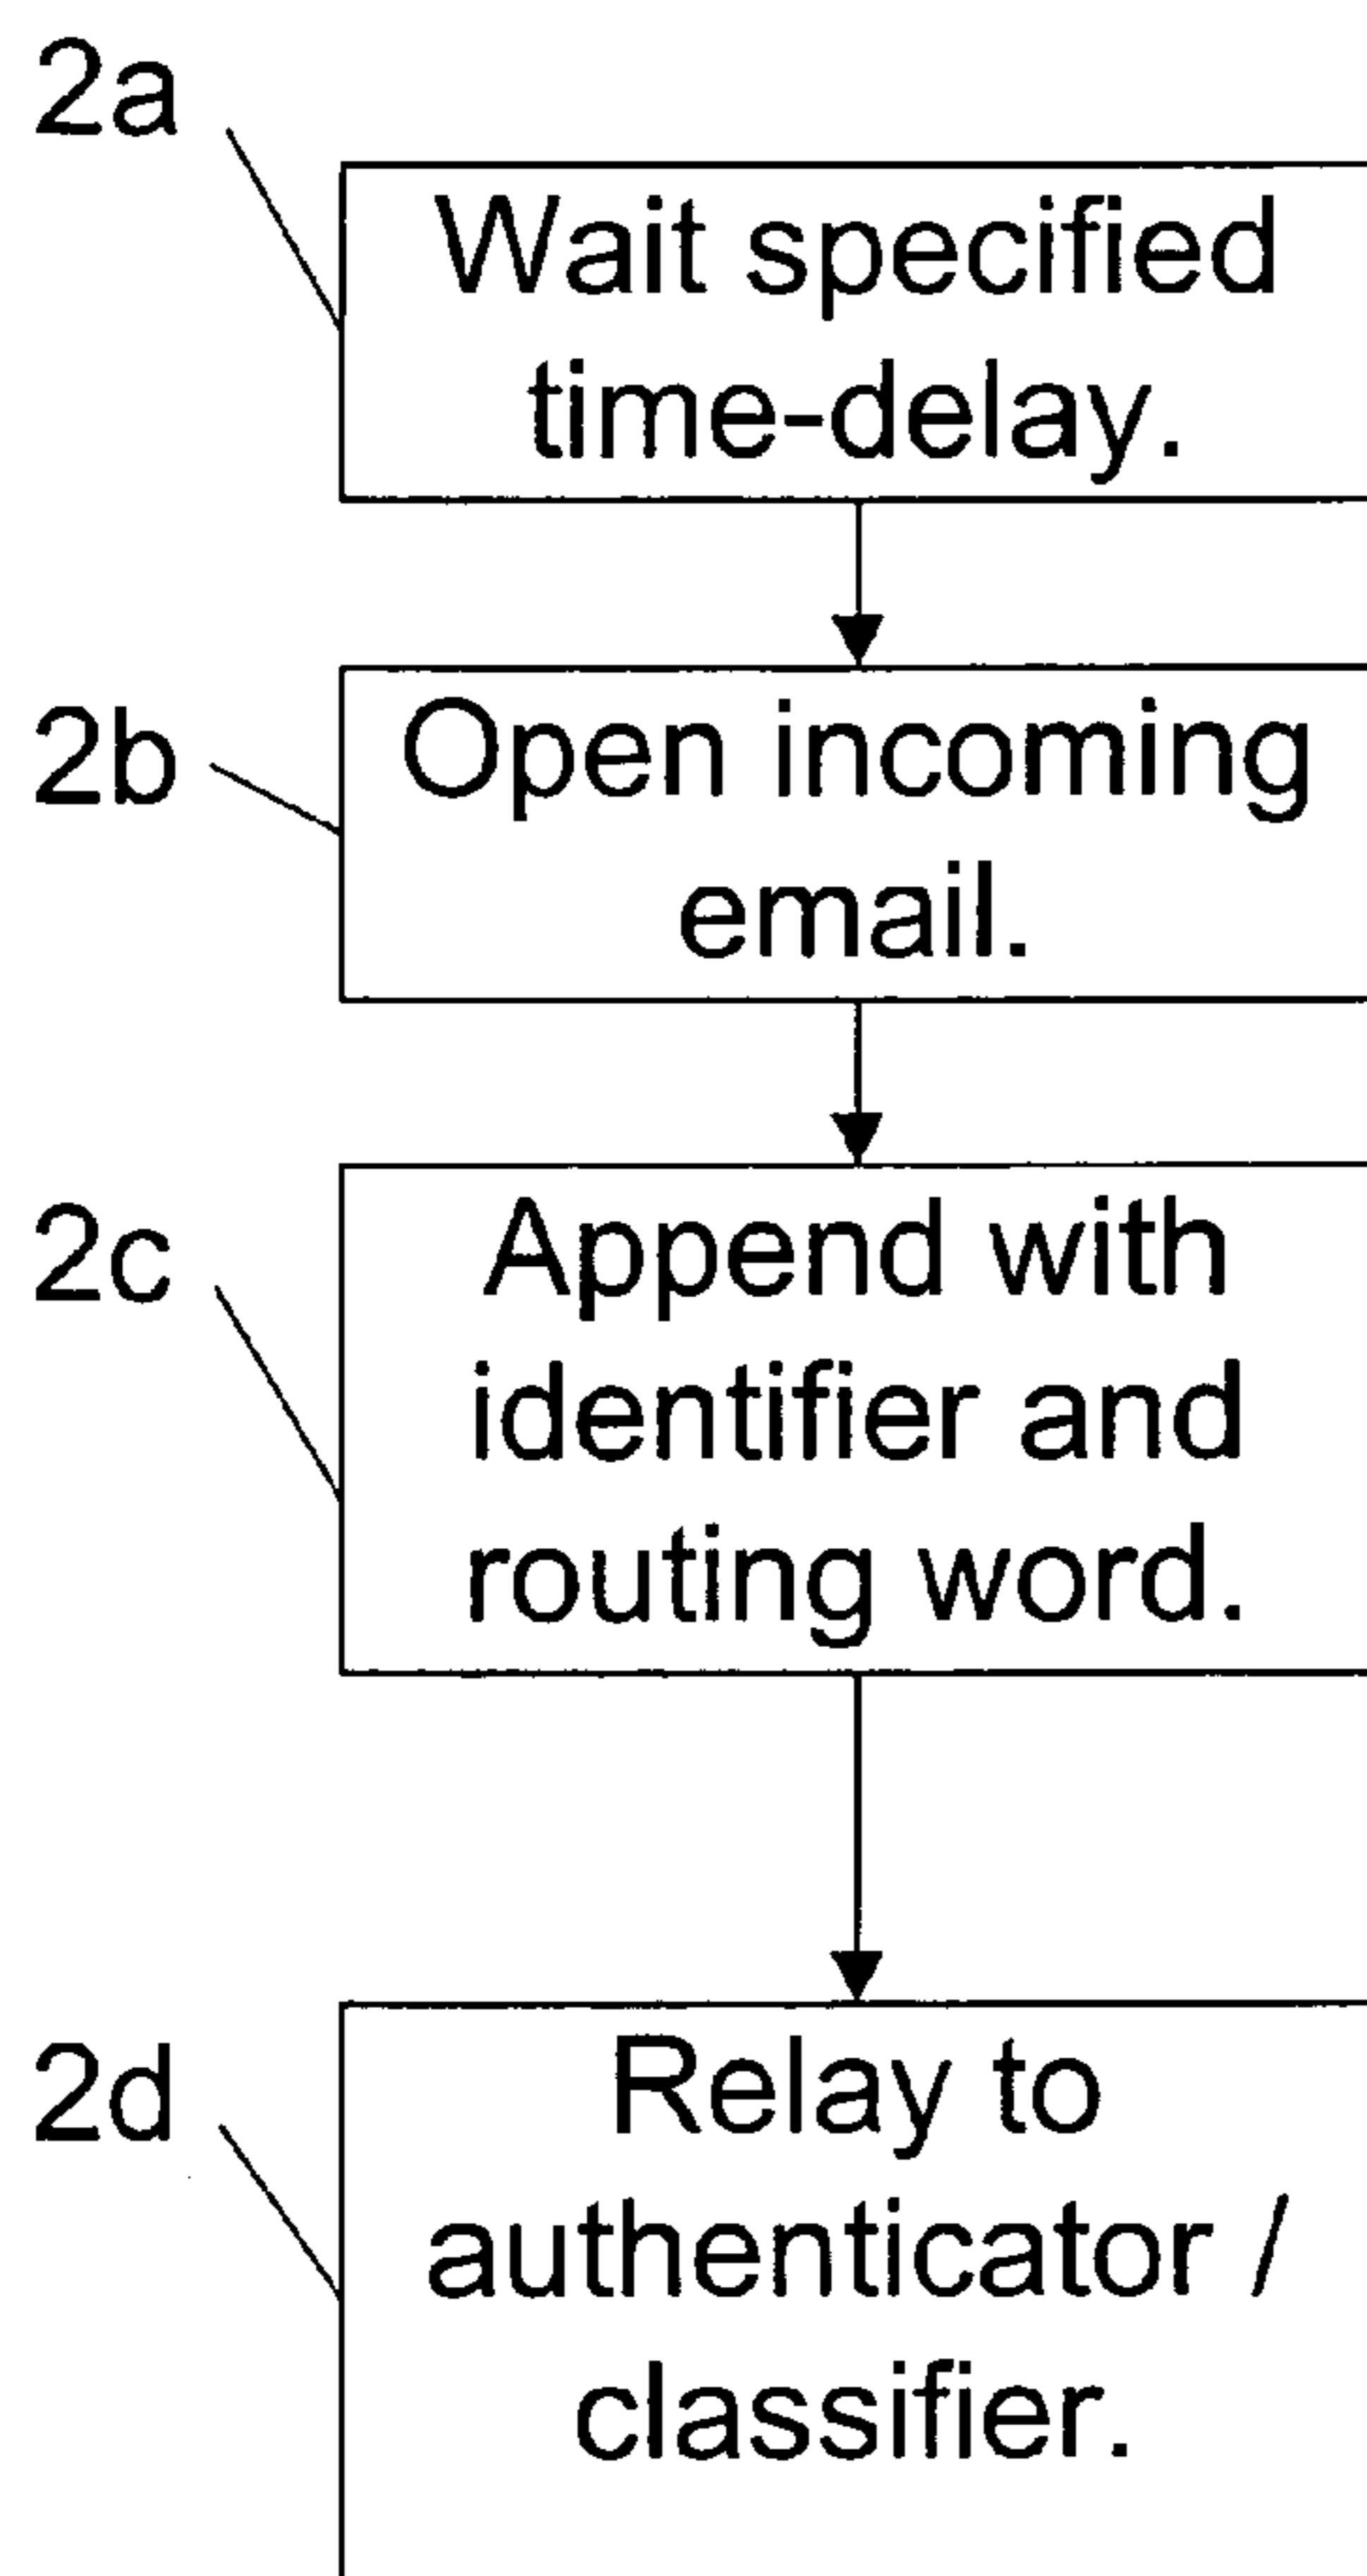 2a
Wait specified
time-delay.
2b
Open incoming
email.
2c
Append with
identifier and
routing word.
2d
Relay to
authenticator /
classifier.